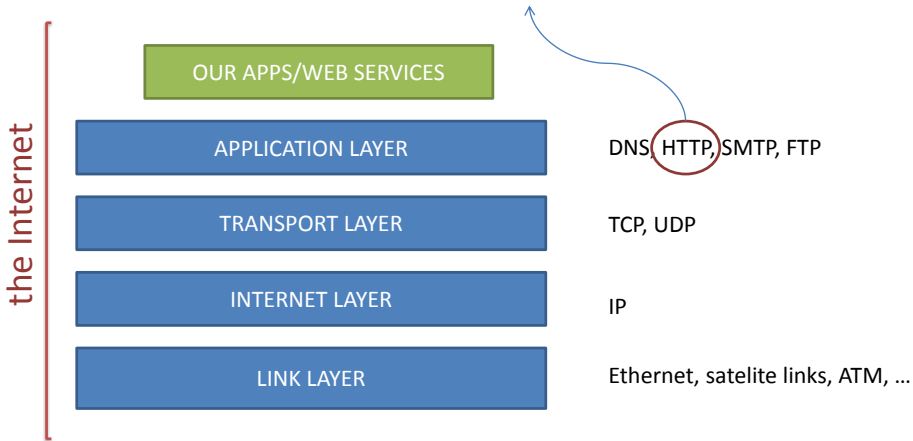 the Internet
OUR APPS/WEB SERVICES
APPLICATION LAYER
DNS, HTTP, SMTP, FTP
TRANSPORT LAYER
TCP, UDP
INTERNET LAYER
IP
LINK LAYER
Ethernet, satelite links, ATM, …